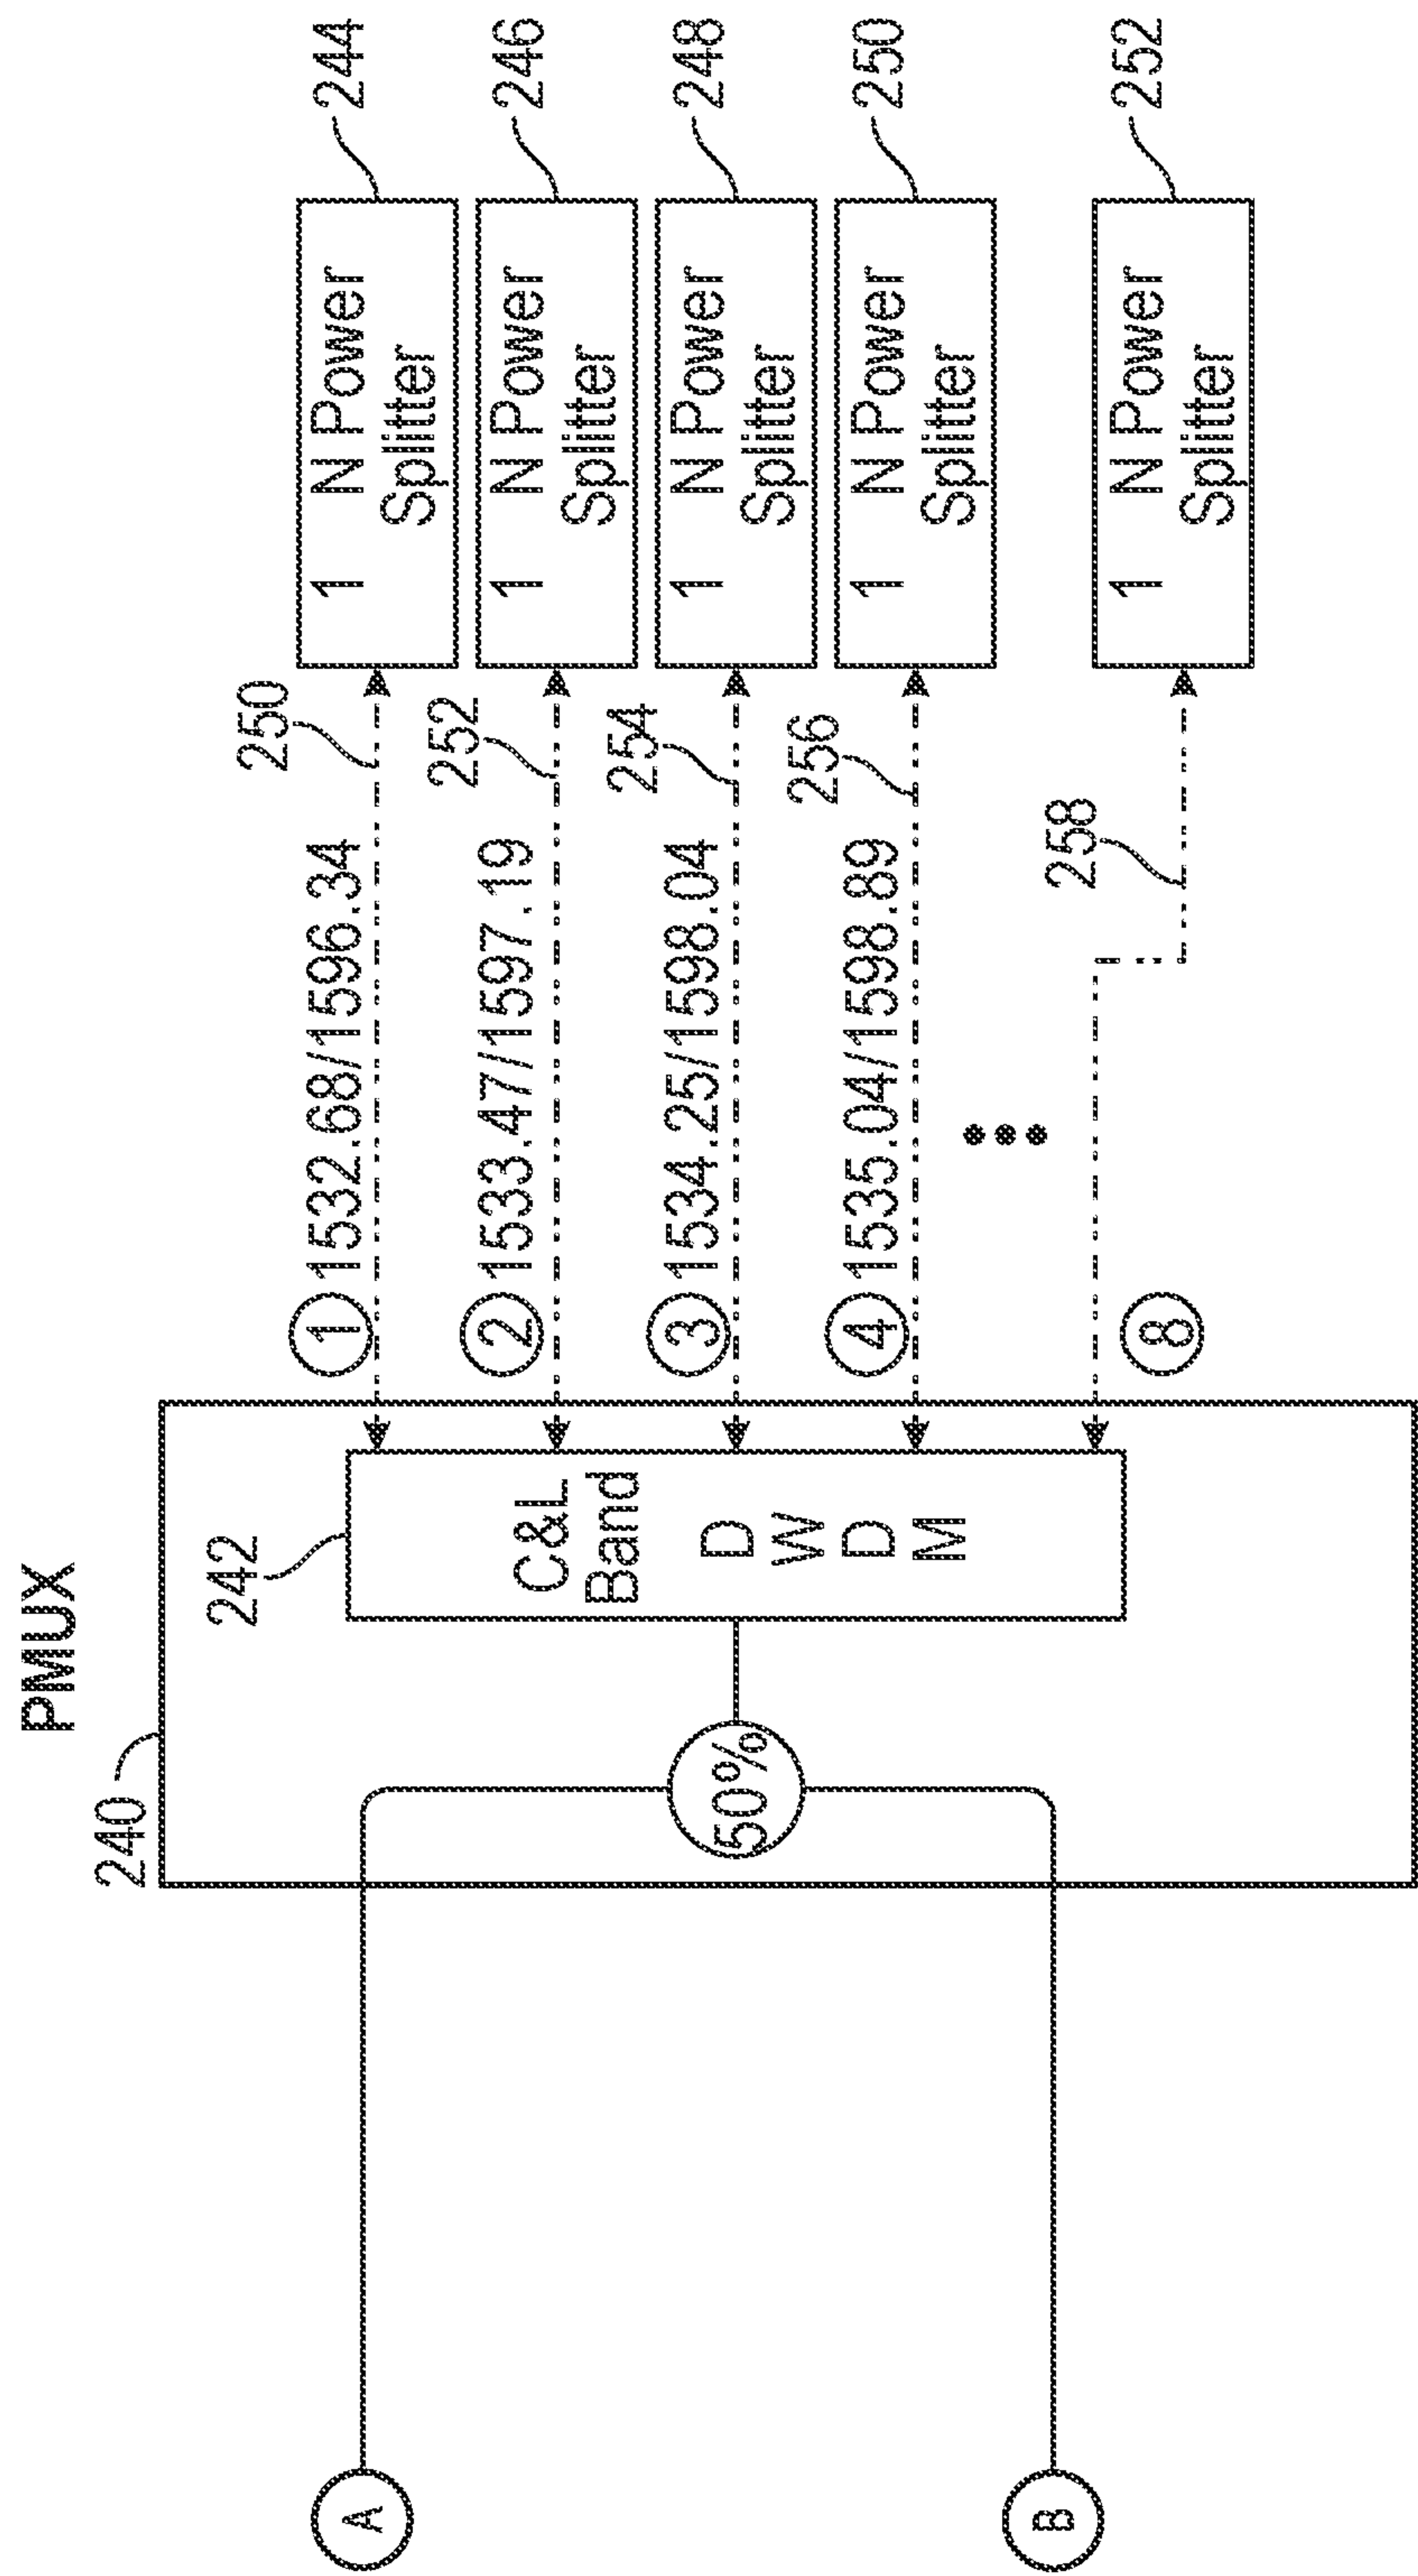 PMUX
240
242
C&L
Band
D
W
D
M
50%
A
B
1 1532.68/1596.34
250
1 N Power
Splitter
244
2 1533.47/1597.19
252
1 N Power
Splitter
246
3 1534.25/1598.04
254
1 N Power
Splitter
248
4 1535.04/1598.89
256
1 N Power
Splitter
250
8
258
1 N Power
Splitter
252